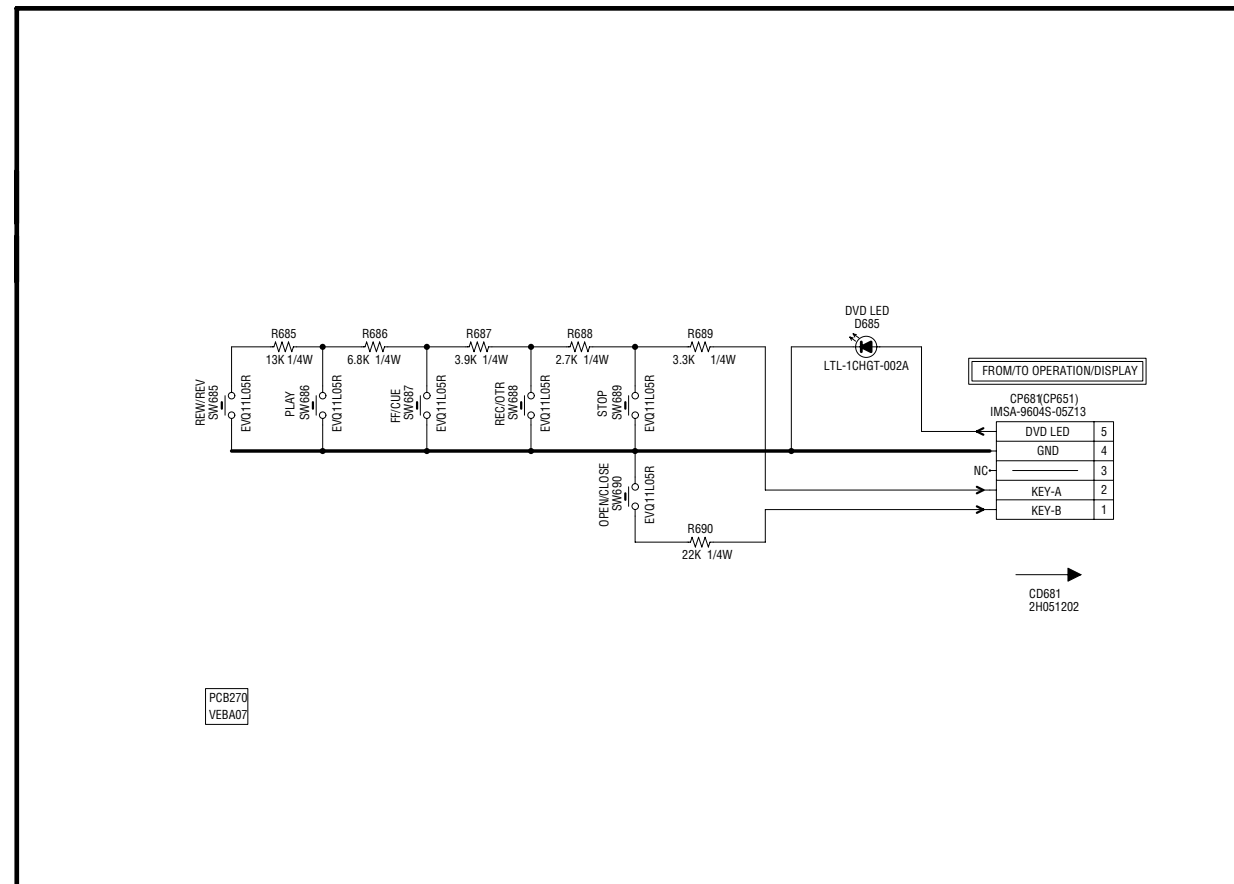 DVD LED
D685
LTL-1CHGT-002A
R685
13K 1/4W
R686
6.8K 1/4W
R687
3.9K 1/4W
R688
2.7K 1/4W
R689
3.3K 1/4W
REW/REV
SW685
EVQ11L05R
PLAY
SW686
EVQ11L05R
FF/CUE
SW687
EVQ11L05R
REC/OTR
SW688
EVQ11L05R
STOP
SW689
EVQ11L05R
OPEN/CLOSE
SW690
EVQ11L05R
R690
22K 1/4W
FROM/TO OPERATION/DISPLAY
CP681(CP651)
IMSA-9604S-05Z13
DVD LED 5
GND 4
NC 3
KEY-A 2
KEY-B 1
CD681
2H051202
PCB270
VEBA07